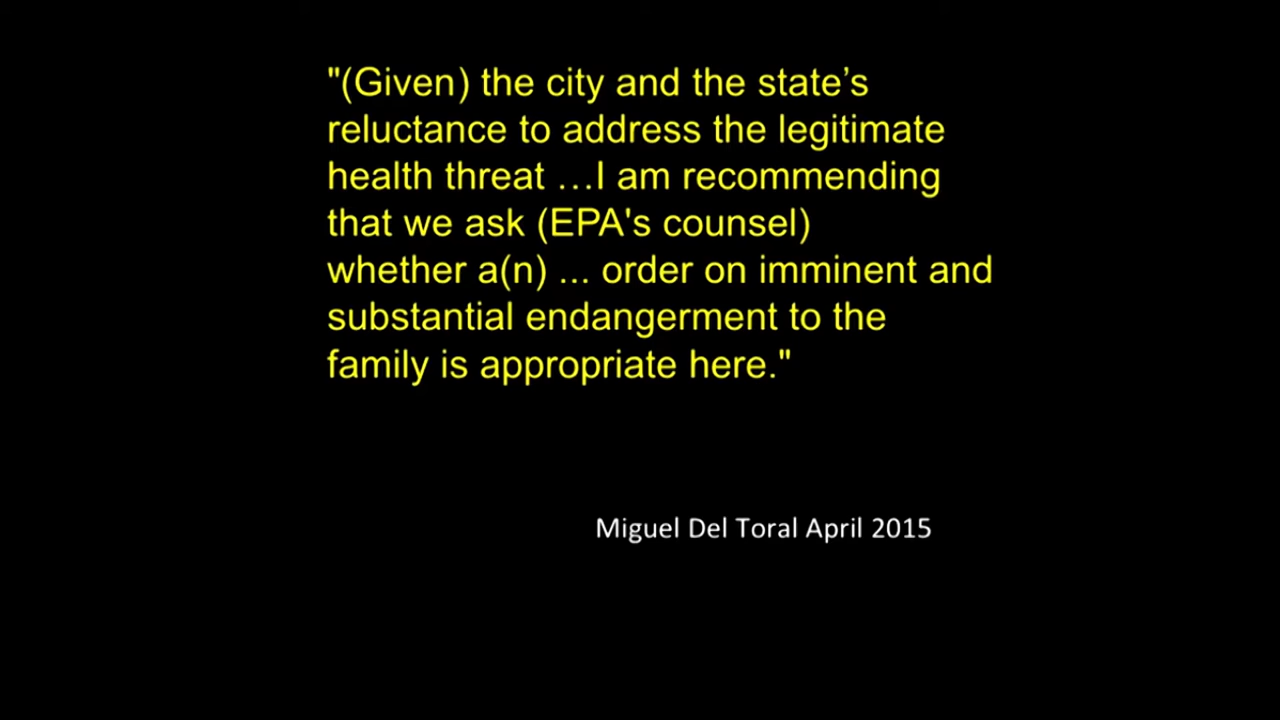 "(Given) the city and the state’s
reluctance to address the legitimate
health threat …I am recommending
that we ask (EPA's counsel)
whether a(n) ... order on imminent and
substantial endangerment to the
family is appropriate here."
Miguel Del Toral April 2015